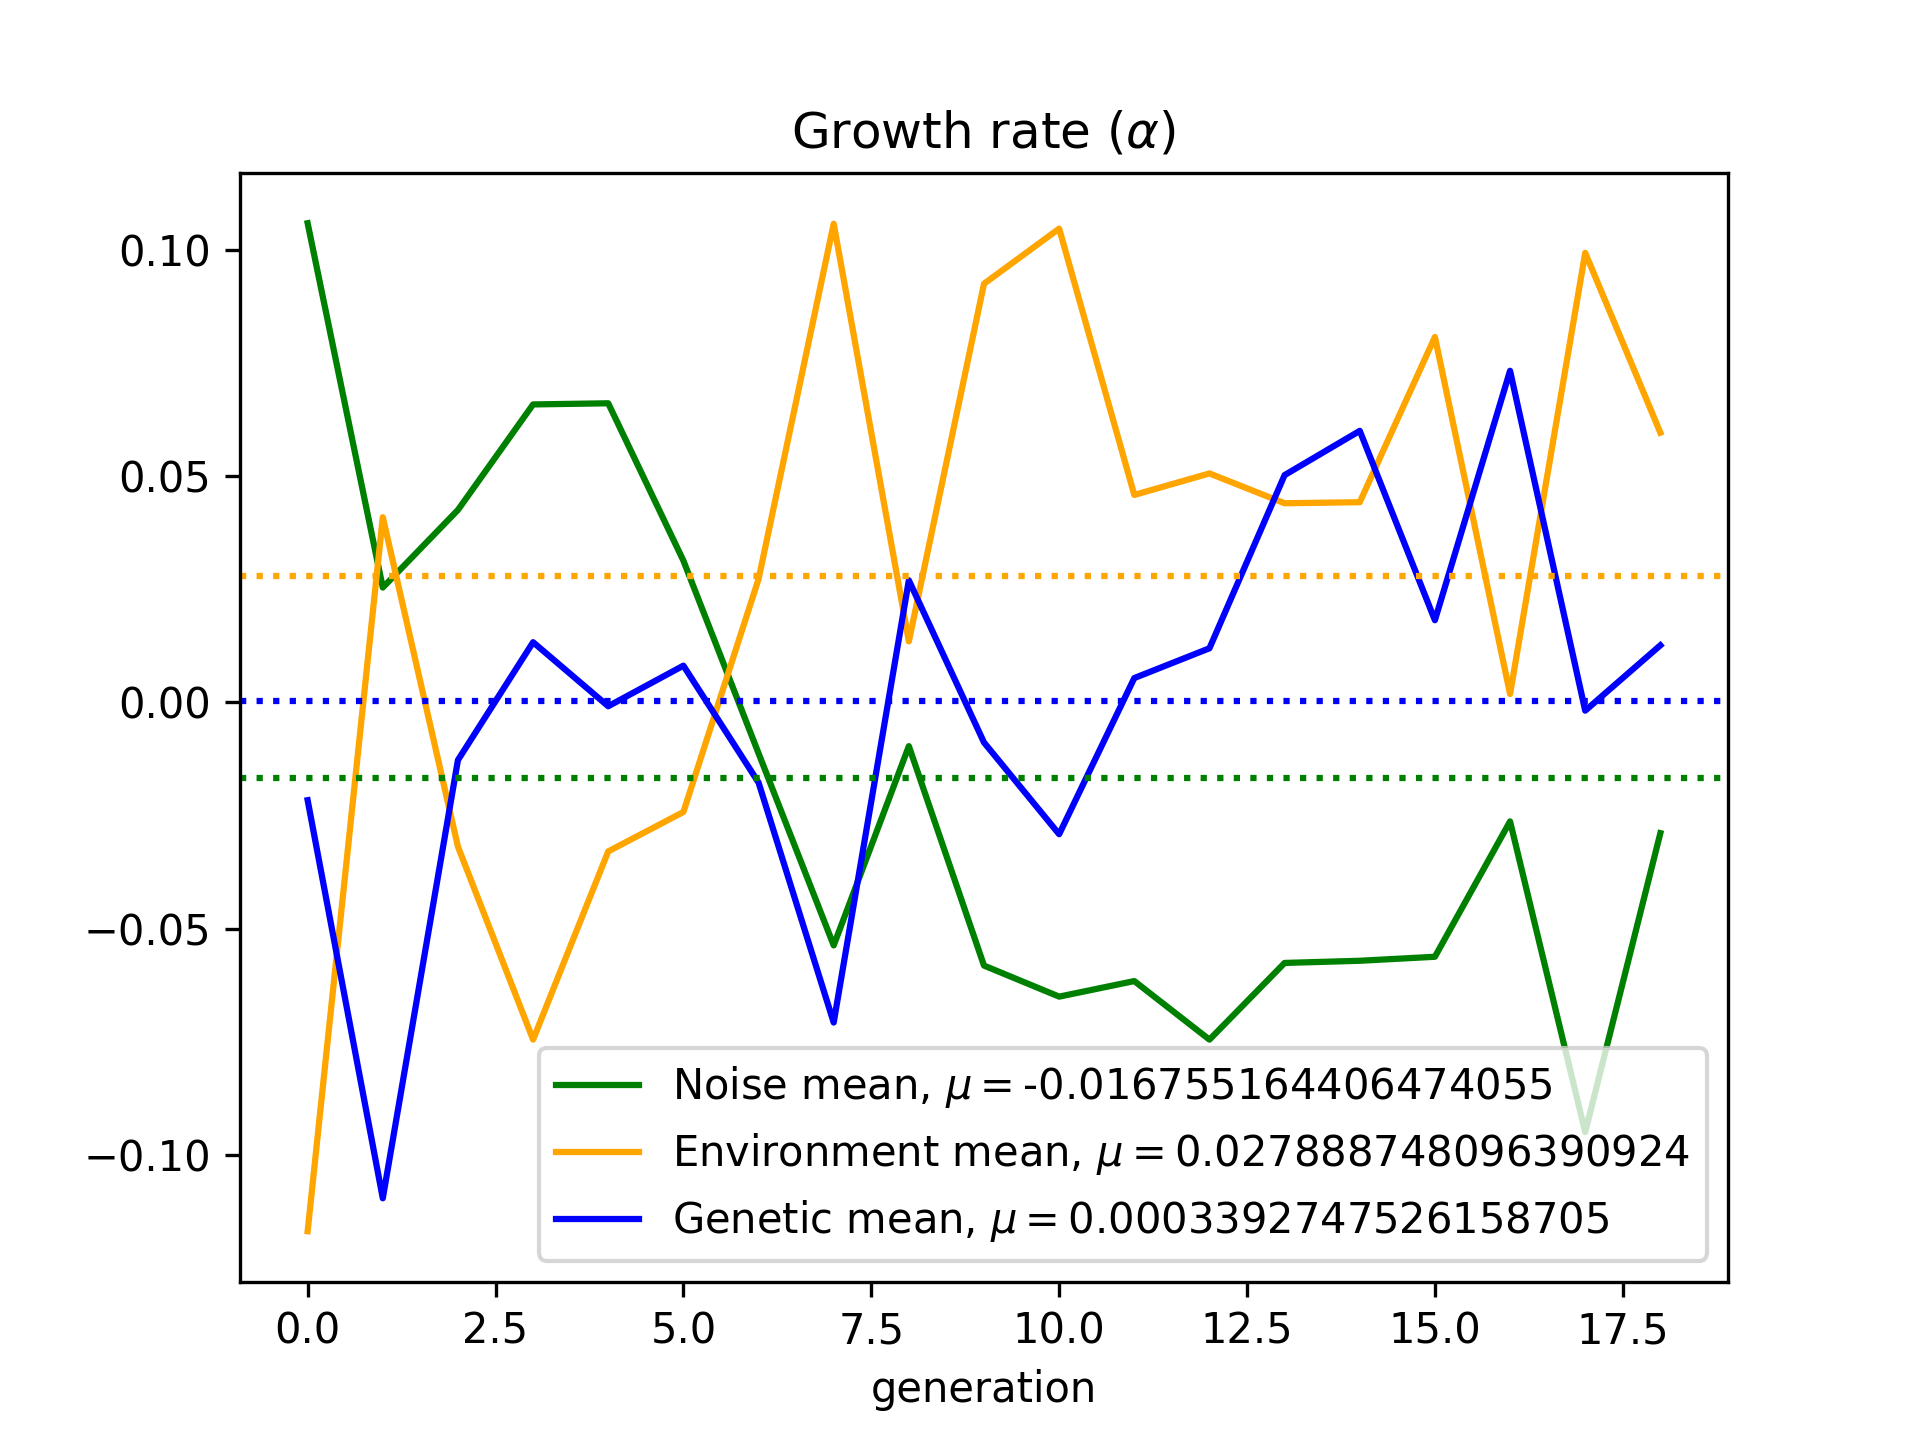 Growth rate (α)
0.10
0.05
0.00
−0.05
−0.10
Noise mean, μ = -0.016755164406474055
Environment mean, μ = 0.027888748096390924
Genetic mean, μ = 0.0003392747526158705
0.0 2.5 5.0 7.5 10.0 12.5 15.0 17.5
generation